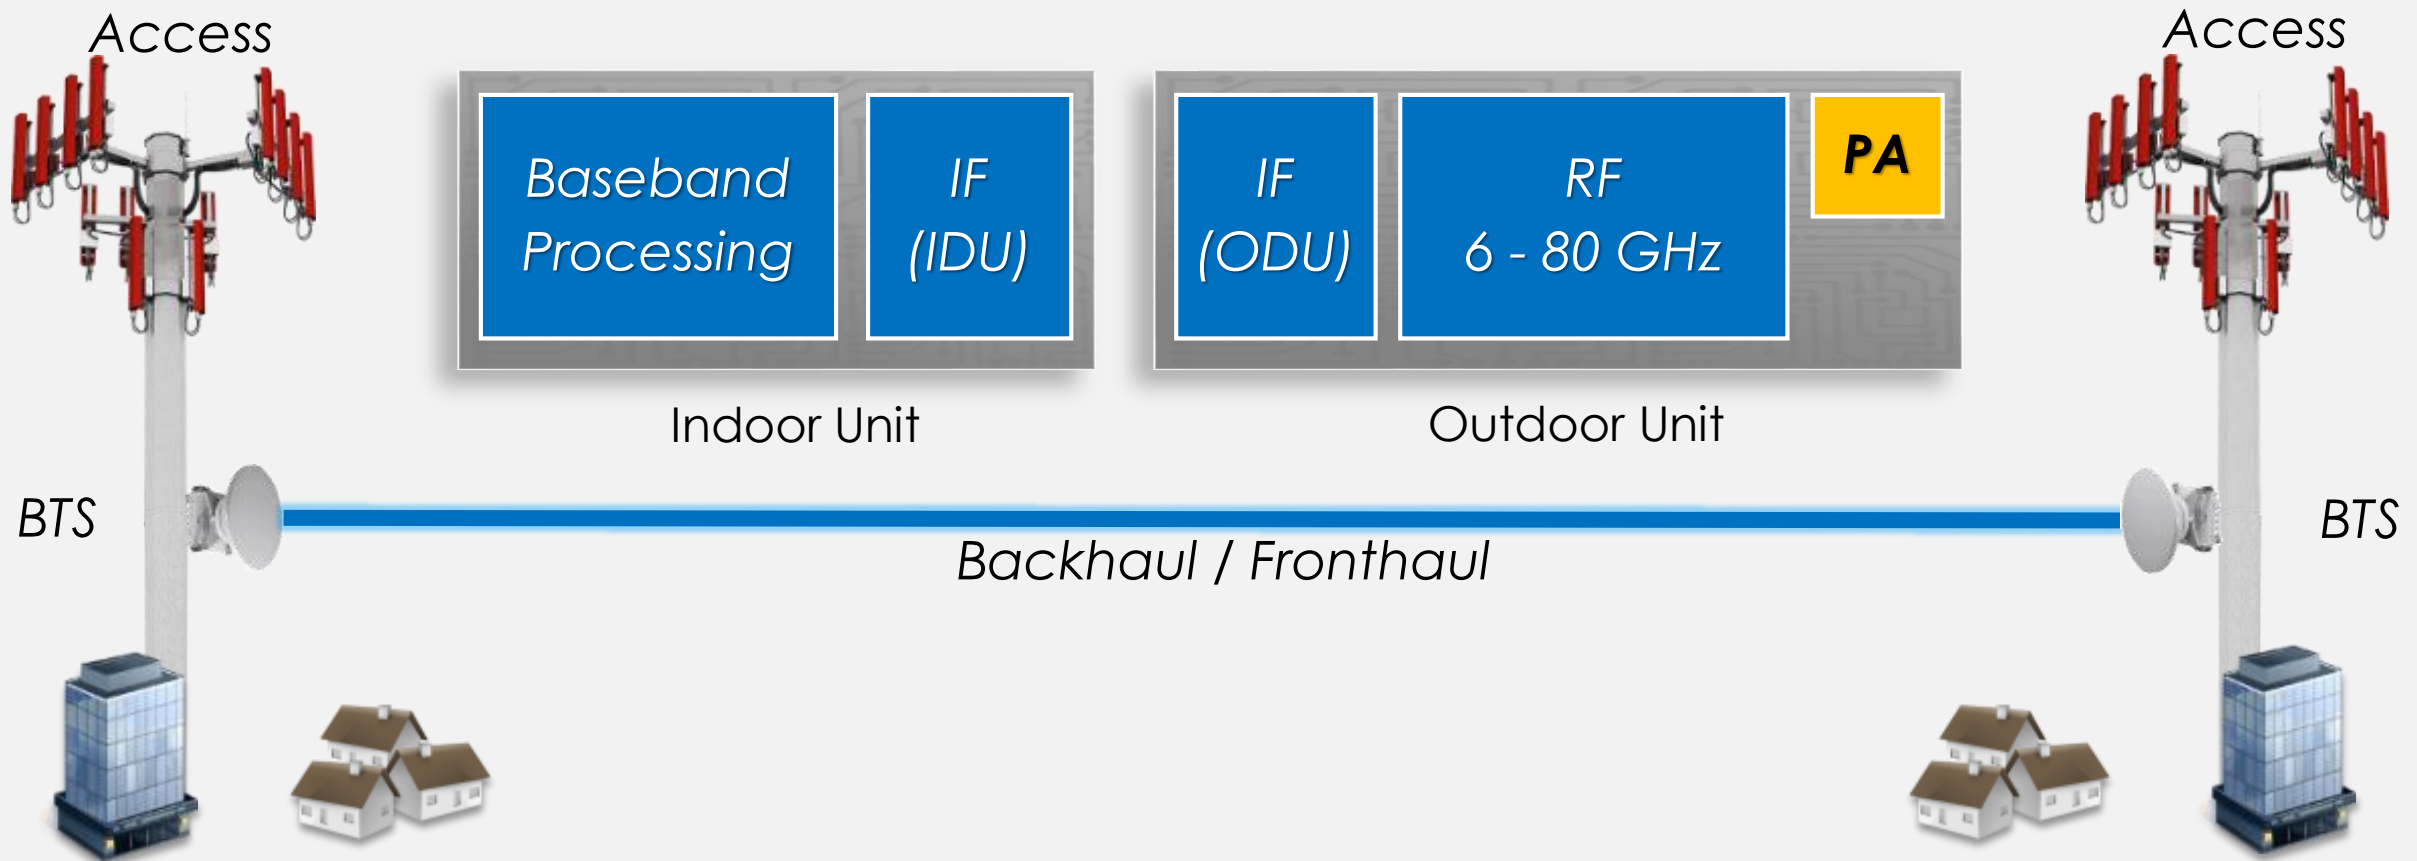 Access
Access
Baseband
Processing
IF
(IDU)
IF
(ODU)
RF
6 - 80 GHz
PA
Indoor Unit
Outdoor Unit
BTS
BTS
Backhaul / Fronthaul